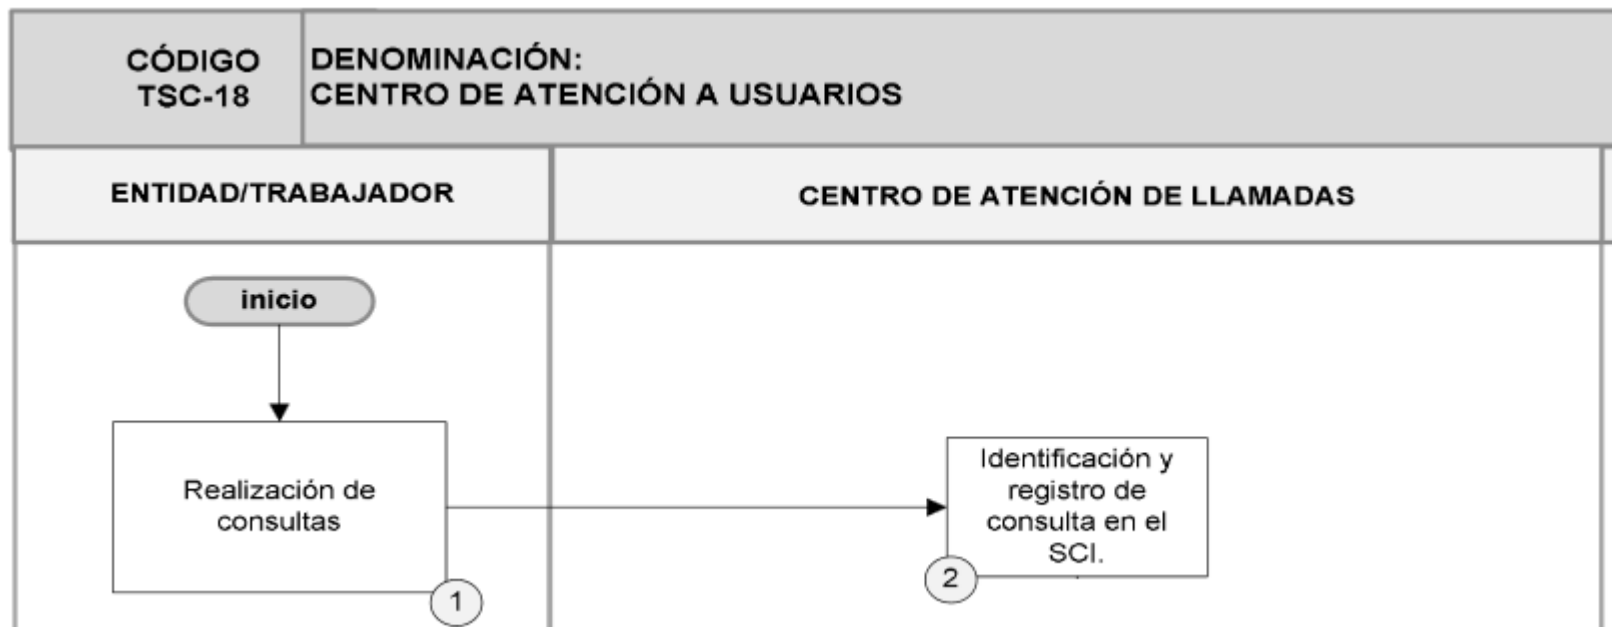 CÓDIGO
TSC-18
DENOMINACIÓN:
CENTRO DE ATENCIÓN A USUARIOS
ENTIDAD/TRABAJADOR
CENTRO DE ATENCIÓN DE LLAMADAS
inicio
Realización de
consultas
1
Identificación y
registro de
consulta en el
SCI.
2